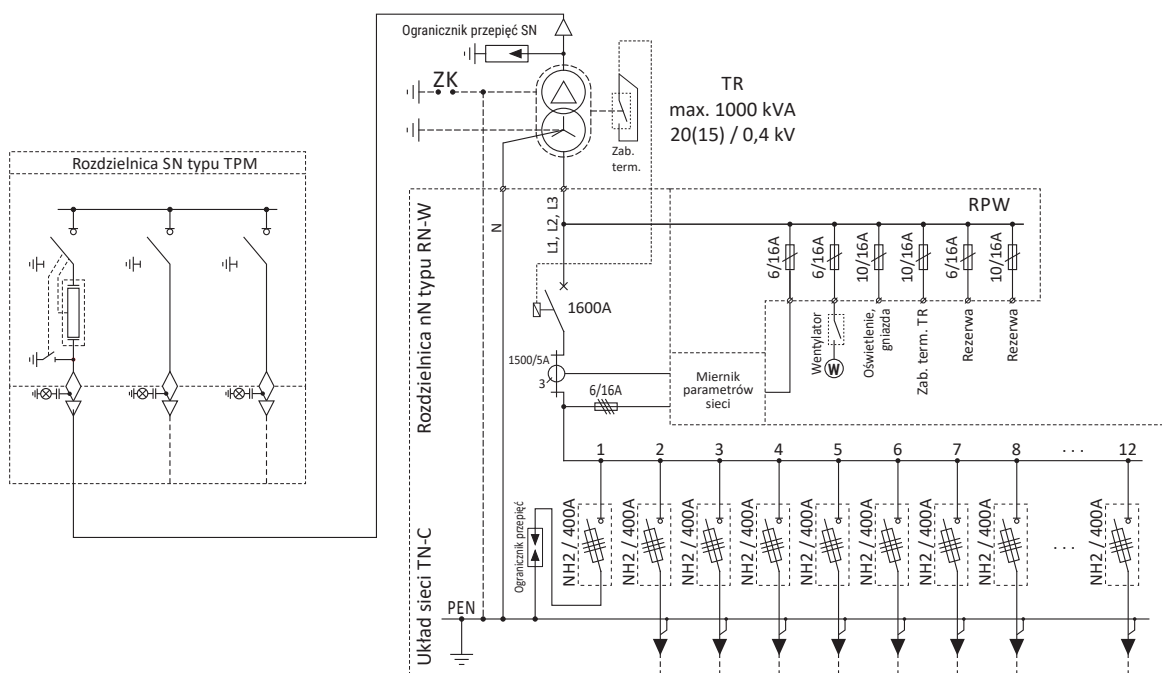 Ogranicznik przepięć SN
ZK
TR
max. 1000 kVA
20(15) / 0,4 kV
Zab.
term.
Rozdzielnica SN typu TPM
Rozdzielnica nN typu RN-W
Układ sieci TN-C
N
L1, L2, L3
RPW
6/16A
6/16A
10/16A
10/16A
6/16A
10/16A
Wentylator
W
Oświetlenie,
gniazda
Zab. term. TR
Rezerwa
Rezerwa
1600A
1500/5A
3
6/16A
Miernik
parametrów
sieci
1
2
3
4
5
6
7
8
. . .
12
Ogranicznik przepięć
NH2 / 400A
NH2 / 400A
NH2 / 400A
NH2 / 400A
NH2 / 400A
NH2 / 400A
NH2 / 400A
NH2 / 400A
. . .
NH2 / 400A
PEN